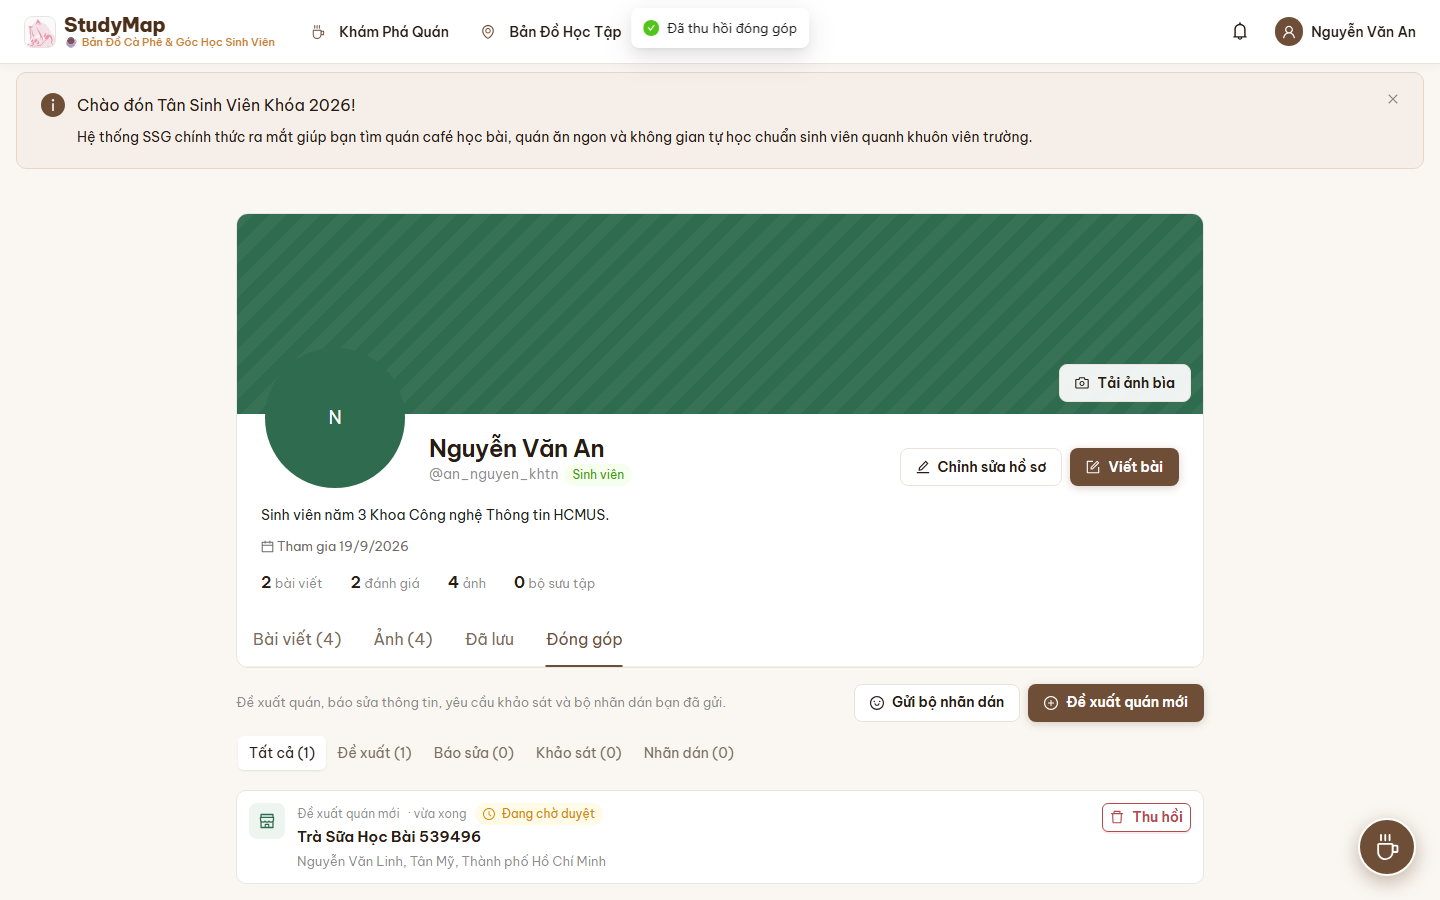 StudyMap
Bản Đồ Cà Phê & Góc Học Sinh Viên
Khám Phá Quán
Bản Đồ Học Tập
Đã thu hồi đóng góp
Nguyễn Văn An
Chào đón Tân Sinh Viên Khóa 2026!
Hệ thống SSG chính thức ra mắt giúp bạn tìm quán café học bài, quán ăn ngon và không gian tự học chuẩn sinh viên quanh khuôn viên trường.
Tải ảnh bìa
N
Nguyễn Văn An
@an_nguyen_khtn Sinh viên
Chỉnh sửa hồ sơ
Viết bài
Sinh viên năm 3 Khoa Công nghệ Thông tin HCMUS.
Tham gia 19/9/2026
2 bài viết 2 đánh giá 4 ảnh 0 bộ sưu tập
Bài viết (4) Ảnh (4) Đã lưu Đóng góp
Đề xuất quán, báo sửa thông tin, yêu cầu khảo sát và bộ nhãn dán bạn đã gửi.
Gửi bộ nhãn dán
Đề xuất quán mới
Tất cả (1) Đề xuất (1) Báo sửa (0) Khảo sát (0) Nhãn dán (0)
Đề xuất quán mới · vừa xong Đang chờ duyệt
Thu hồi
Trà Sữa Học Bài 539496
Nguyễn Văn Linh, Tân Mỹ, Thành phố Hồ Chí Minh